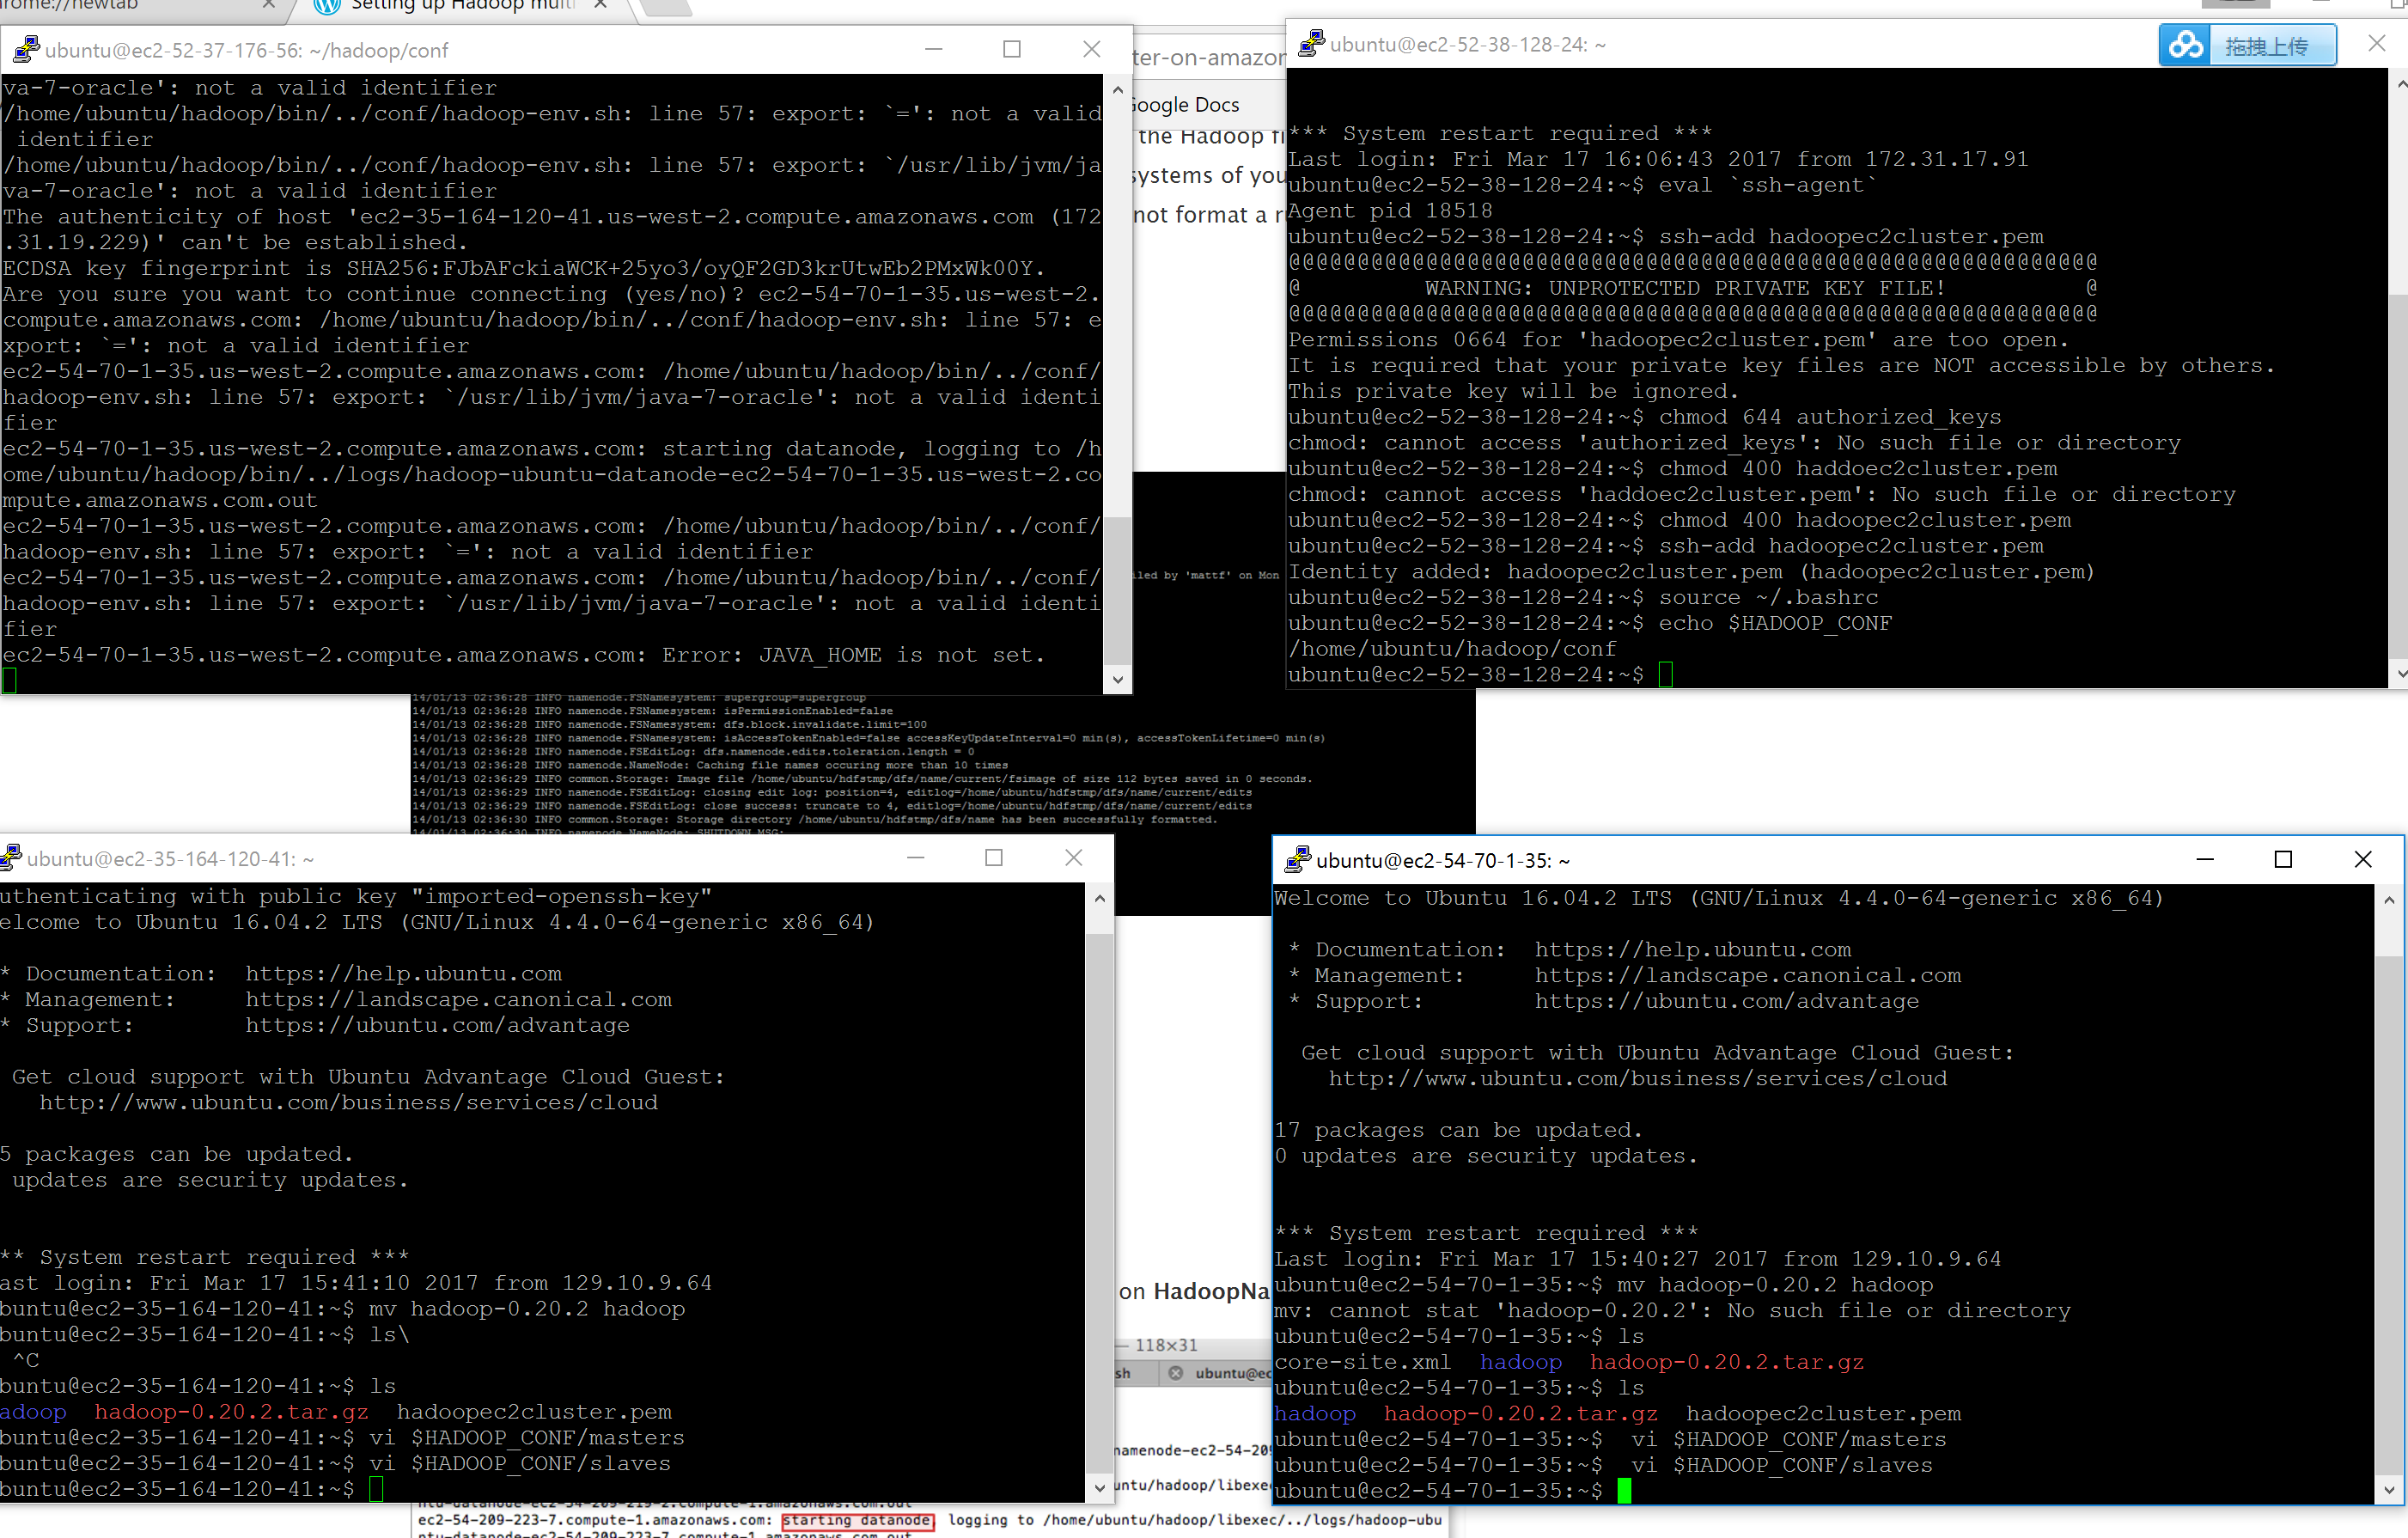 rome://newtab
Setting up Hadoop mult
ubuntu@ec2-52-37-176-56: ~/hadoop/conf
va-7-oracle': not a valid identifier
/home/ubuntu/hadoop/bin/../conf/hadoop-env.sh: line 57: export: `=': not a valid
 identifier
/home/ubuntu/hadoop/bin/../conf/hadoop-env.sh: line 57: export: `/usr/lib/jvm/ja
va-7-oracle': not a valid identifier
The authenticity of host 'ec2-35-164-120-41.us-west-2.compute.amazonaws.com (172
.31.19.229)' can't be established.
ECDSA key fingerprint is SHA256:FJbAFckiaWCK+25yo3/oyQF2GD3krUtwEb2PMxWk00Y.
Are you sure you want to continue connecting (yes/no)? ec2-54-70-1-35.us-west-2.
compute.amazonaws.com: /home/ubuntu/hadoop/bin/../conf/hadoop-env.sh: line 57: e
xport: `=': not a valid identifier
ec2-54-70-1-35.us-west-2.compute.amazonaws.com: /home/ubuntu/hadoop/bin/../conf/
hadoop-env.sh: line 57: export: `/usr/lib/jvm/java-7-oracle': not a valid identi
fier
ec2-54-70-1-35.us-west-2.compute.amazonaws.com: starting datanode, logging to /h
ome/ubuntu/hadoop/bin/../logs/hadoop-ubuntu-datanode-ec2-54-70-1-35.us-west-2.co
mpute.amazonaws.com.out
ec2-54-70-1-35.us-west-2.compute.amazonaws.com: /home/ubuntu/hadoop/bin/../conf/
hadoop-env.sh: line 57: export: `=': not a valid identifier
ec2-54-70-1-35.us-west-2.compute.amazonaws.com: /home/ubuntu/hadoop/bin/../conf/
hadoop-env.sh: line 57: export: `/usr/lib/jvm/java-7-oracle': not a valid identi
fier
ec2-54-70-1-35.us-west-2.compute.amazonaws.com: Error: JAVA_HOME is not set.
ter-on-amazon
Google Docs
the Hadoop fi
systems of you
not format a r
iled by 'mattf' on Mon
ubuntu@ec2-52-38-128-24: ~
拖拽上传
*** System restart required ***
Last login: Fri Mar 17 16:06:43 2017 from 172.31.17.91
ubuntu@ec2-52-38-128-24:~$ eval `ssh-agent`
Agent pid 18518
ubuntu@ec2-52-38-128-24:~$ ssh-add hadoopec2cluster.pem
@@@@@@@@@@@@@@@@@@@@@@@@@@@@@@@@@@@@@@@@@@@@@@@@@@@@@@@@@@@
@         WARNING: UNPROTECTED PRIVATE KEY FILE!          @
@@@@@@@@@@@@@@@@@@@@@@@@@@@@@@@@@@@@@@@@@@@@@@@@@@@@@@@@@@@
Permissions 0664 for 'hadoopec2cluster.pem' are too open.
It is required that your private key files are NOT accessible by others.
This private key will be ignored.
ubuntu@ec2-52-38-128-24:~$ chmod 644 authorized_keys
chmod: cannot access 'authorized_keys': No such file or directory
ubuntu@ec2-52-38-128-24:~$ chmod 400 haddoec2cluster.pem
chmod: cannot access 'haddoec2cluster.pem': No such file or directory
ubuntu@ec2-52-38-128-24:~$ chmod 400 hadoopec2cluster.pem
ubuntu@ec2-52-38-128-24:~$ ssh-add hadoopec2cluster.pem
Identity added: hadoopec2cluster.pem (hadoopec2cluster.pem)
ubuntu@ec2-52-38-128-24:~$ source ~/.bashrc
ubuntu@ec2-52-38-128-24:~$ echo $HADOOP_CONF
/home/ubuntu/hadoop/conf
ubuntu@ec2-52-38-128-24:~$
14/01/13 02:36:28 INFO namenode.FSNamesystem: supergroup=supergroup
14/01/13 02:36:28 INFO namenode.FSNamesystem: isPermissionEnabled=false
14/01/13 02:36:28 INFO namenode.FSNamesystem: dfs.block.invalidate.limit=100
14/01/13 02:36:28 INFO namenode.FSNamesystem: isAccessTokenEnabled=false accessKeyUpdateInterval=0 min(s), accessTokenLifetime=0 min(s)
14/01/13 02:36:28 INFO namenode.FSEditLog: dfs.namenode.edits.toleration.length = 0
14/01/13 02:36:28 INFO namenode.NameNode: Caching file names occuring more than 10 times
14/01/13 02:36:29 INFO common.Storage: Image file /home/ubuntu/hdfstmp/dfs/name/current/fsimage of size 112 bytes saved in 0 seconds.
14/01/13 02:36:29 INFO namenode.FSEditLog: closing edit log: position=4, editlog=/home/ubuntu/hdfstmp/dfs/name/current/edits
14/01/13 02:36:29 INFO namenode.FSEditLog: close success: truncate to 4, editlog=/home/ubuntu/hdfstmp/dfs/name/current/edits
14/01/13 02:36:30 INFO common.Storage: Storage directory /home/ubuntu/hdfstmp/dfs/name has been successfully formatted.
14/01/13 02:36:30 INFO namenode.NameNode: SHUTDOWN_MSG:
ubuntu@ec2-35-164-120-41: ~
uthenticating with public key "imported-openssh-key"
elcome to Ubuntu 16.04.2 LTS (GNU/Linux 4.4.0-64-generic x86_64)
* Documentation:  https://help.ubuntu.com
* Management:     https://landscape.canonical.com
* Support:        https://ubuntu.com/advantage
 Get cloud support with Ubuntu Advantage Cloud Guest:
   http://www.ubuntu.com/business/services/cloud
5 packages can be updated.
 updates are security updates.
** System restart required ***
ast login: Fri Mar 17 15:41:10 2017 from 129.10.9.64
buntu@ec2-35-164-120-41:~$ mv hadoop-0.20.2 hadoop
buntu@ec2-35-164-120-41:~$ ls\
 ^C
buntu@ec2-35-164-120-41:~$ ls
adoop  hadoop-0.20.2.tar.gz  hadoopec2cluster.pem
buntu@ec2-35-164-120-41:~$ vi $HADOOP_CONF/masters
buntu@ec2-35-164-120-41:~$ vi $HADOOP_CONF/slaves
buntu@ec2-35-164-120-41:~$
on HadoopNa
— 118×31
sh
ubuntu@ec
namenode-ec2-54-209
untu/hadoop/libexec
ubuntu@ec2-54-70-1-35: ~
Welcome to Ubuntu 16.04.2 LTS (GNU/Linux 4.4.0-64-generic x86_64)
 * Documentation:  https://help.ubuntu.com
 * Management:     https://landscape.canonical.com
 * Support:        https://ubuntu.com/advantage
  Get cloud support with Ubuntu Advantage Cloud Guest:
    http://www.ubuntu.com/business/services/cloud
17 packages can be updated.
0 updates are security updates.
*** System restart required ***
Last login: Fri Mar 17 15:40:27 2017 from 129.10.9.64
ubuntu@ec2-54-70-1-35:~$ mv hadoop-0.20.2 hadoop
mv: cannot stat 'hadoop-0.20.2': No such file or directory
ubuntu@ec2-54-70-1-35:~$ ls
core-site.xml  hadoop  hadoop-0.20.2.tar.gz
ubuntu@ec2-54-70-1-35:~$ ls
hadoop  hadoop-0.20.2.tar.gz  hadoopec2cluster.pem
ubuntu@ec2-54-70-1-35:~$  vi $HADOOP_CONF/masters
ubuntu@ec2-54-70-1-35:~$  vi $HADOOP_CONF/slaves
ubuntu@ec2-54-70-1-35:~$
ntu-datanode-ec2-54-209-219-2.compute-1.amazonaws.com.out
ec2-54-209-223-7.compute-1.amazonaws.com: starting datanode, logging to /home/ubuntu/hadoop/libexec/../logs/hadoop-ubu
ntu-datanode-ec2-54-209-223-7.compute-1.amazonaws.com.out